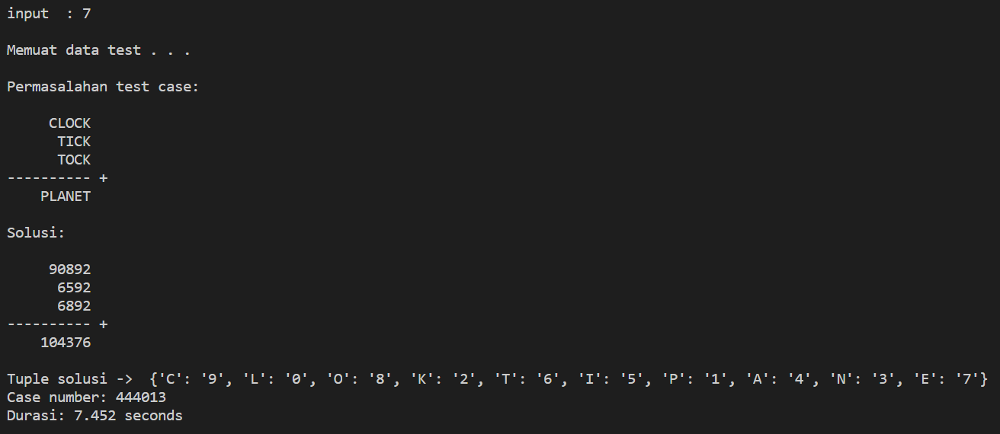 input  : 7
Memuat data test . . .
Permasalahan test case:
CLOCK
TICK
TOCK
---------- +
PLANET
Solusi:
90892
6592
6892
---------- +
104376
Tuple solusi ->  {'C': '9', 'L': '0', 'O': '8', 'K': '2', 'T': '6', 'I': '5', 'P': '1', 'A': '4', 'N': '3', 'E': '7'}
Case number: 444013
Durasi: 7.452 seconds